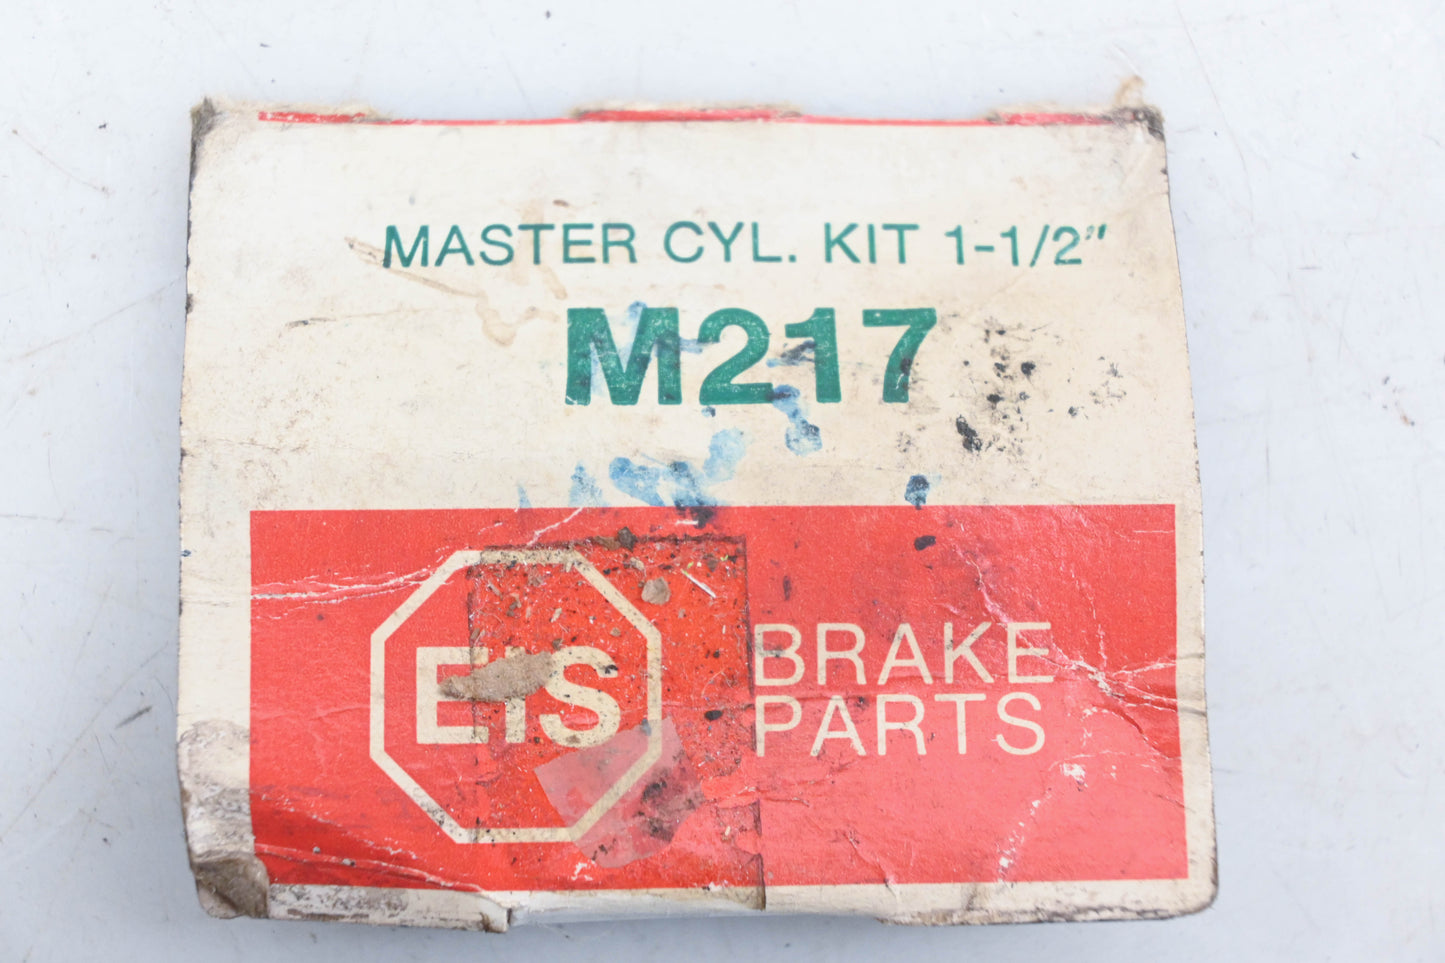 MASTER CYL. KIT 1-1/2"
M217
EIS
BRAKE
PARTS